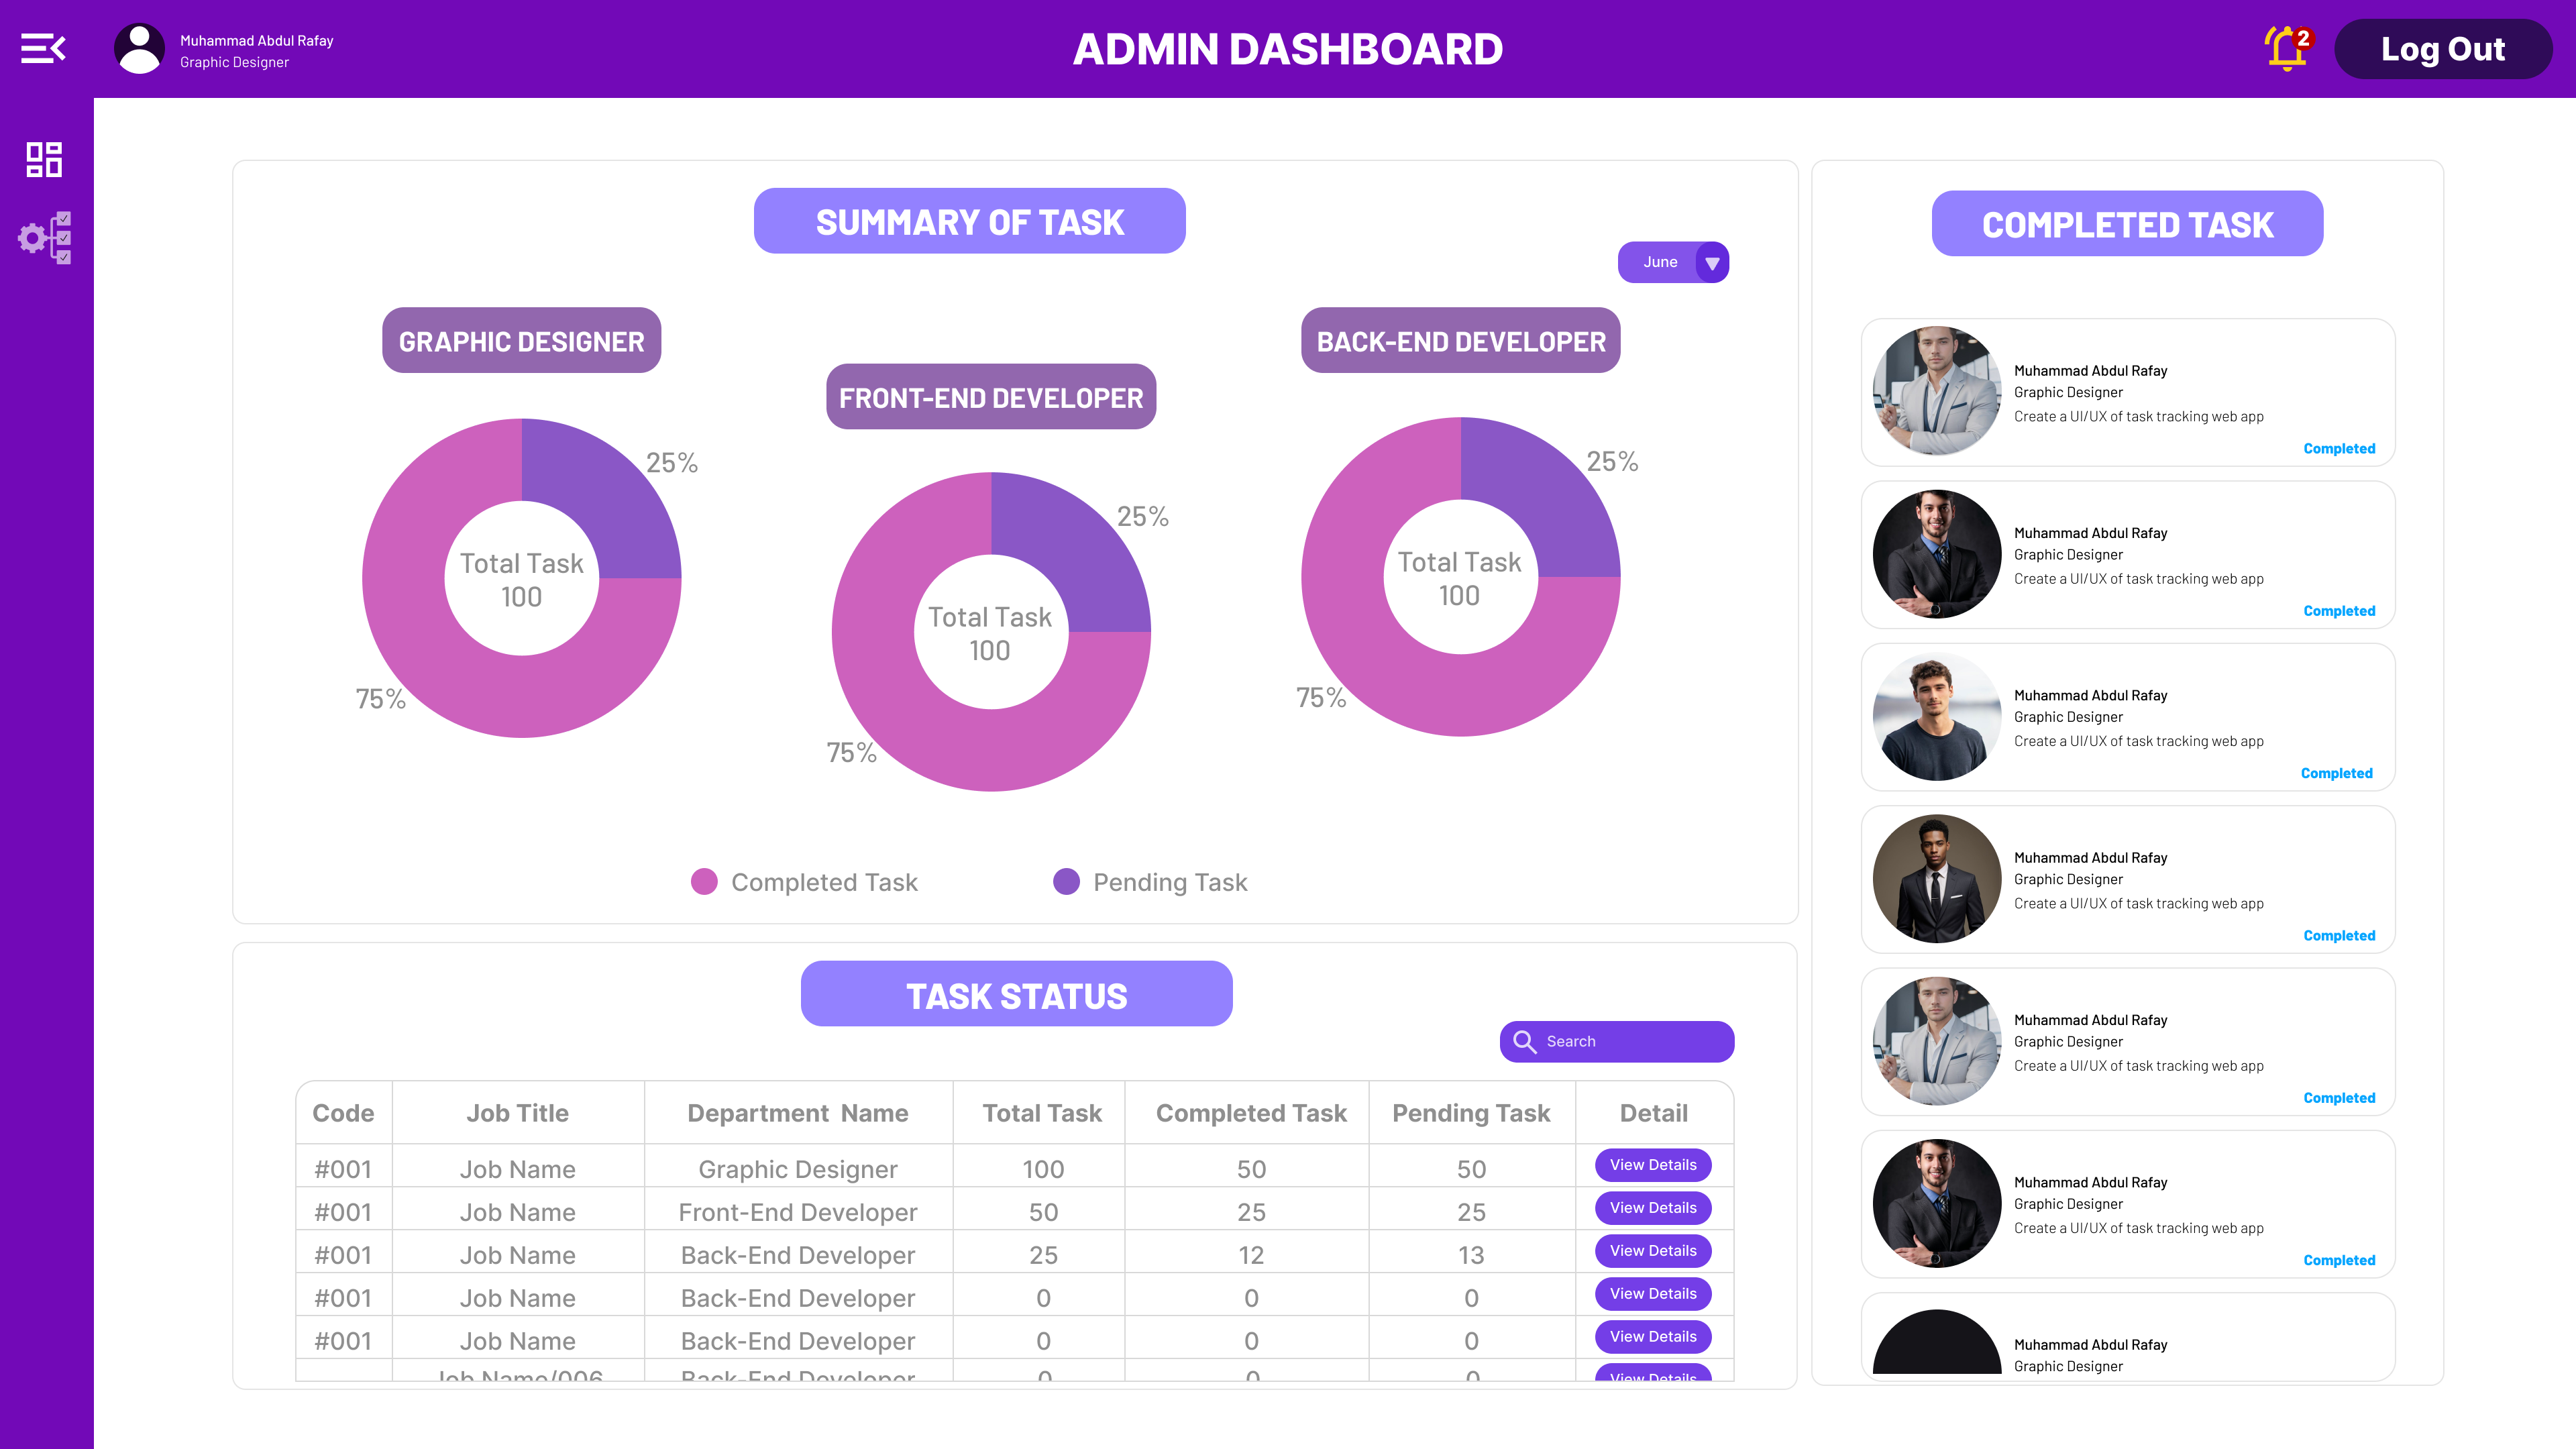 Muhammad Abdul Rafay
Graphic Designer
ADMIN DASHBOARD
2
Log Out
SUMMARY OF TASK
June
GRAPHIC DESIGNER
25%
Total Task
100
75%
FRONT-END DEVELOPER
25%
Total Task
100
75%
BACK-END DEVELOPER
25%
Total Task
100
75%
Completed Task
Pending Task
TASK STATUS
Search
Code Job Title Department Name Total Task Completed Task Pending Task Detail
#001 Job Name Graphic Designer 100 50 50 View Details
#001 Job Name Front-End Developer 50 25 25 View Details
#001 Job Name Back-End Developer 25 12 13 View Details
#001 Job Name Back-End Developer 0 0 0 View Details
#001 Job Name Back-End Developer 0 0 0 View Details
Job Name/006 Back-End Developer 0 0 0 View Details
COMPLETED TASK
Muhammad Abdul Rafay
Graphic Designer
Create a UI/UX of task tracking web app
Completed
Muhammad Abdul Rafay
Graphic Designer
Create a UI/UX of task tracking web app
Completed
Muhammad Abdul Rafay
Graphic Designer
Create a UI/UX of task tracking web app
Completed
Muhammad Abdul Rafay
Graphic Designer
Create a UI/UX of task tracking web app
Completed
Muhammad Abdul Rafay
Graphic Designer
Create a UI/UX of task tracking web app
Completed
Muhammad Abdul Rafay
Graphic Designer
Create a UI/UX of task tracking web app
Completed
Muhammad Abdul Rafay
Graphic Designer